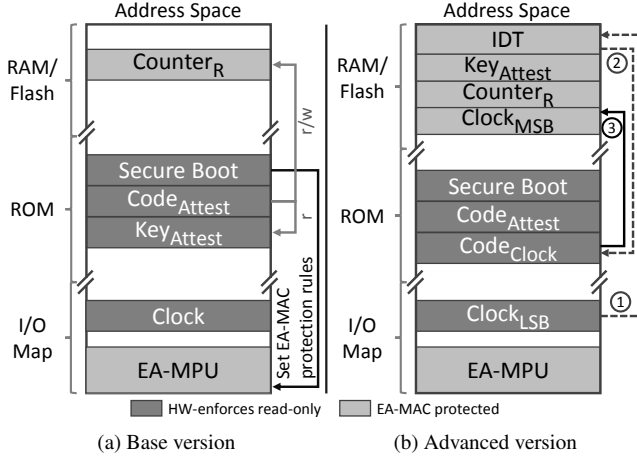 Address Space
RAM/
Flash
Counter_R
r/w
Secure Boot
ROM
Code_Attest
r
Key_Attest
Set EA-MAC
protection rules
I/O
Map
Clock
EA-MPU
Address Space
IDT
②
RAM/
Flash
Key_Attest
Counter_R
Clock_MSB
③
Secure Boot
ROM
Code_Attest
Code_Clock
①
I/O
Map
Clock_LSB
EA-MPU
HW-enforces read-only
EA-MAC protected
(a) Base version
(b) Advanced version